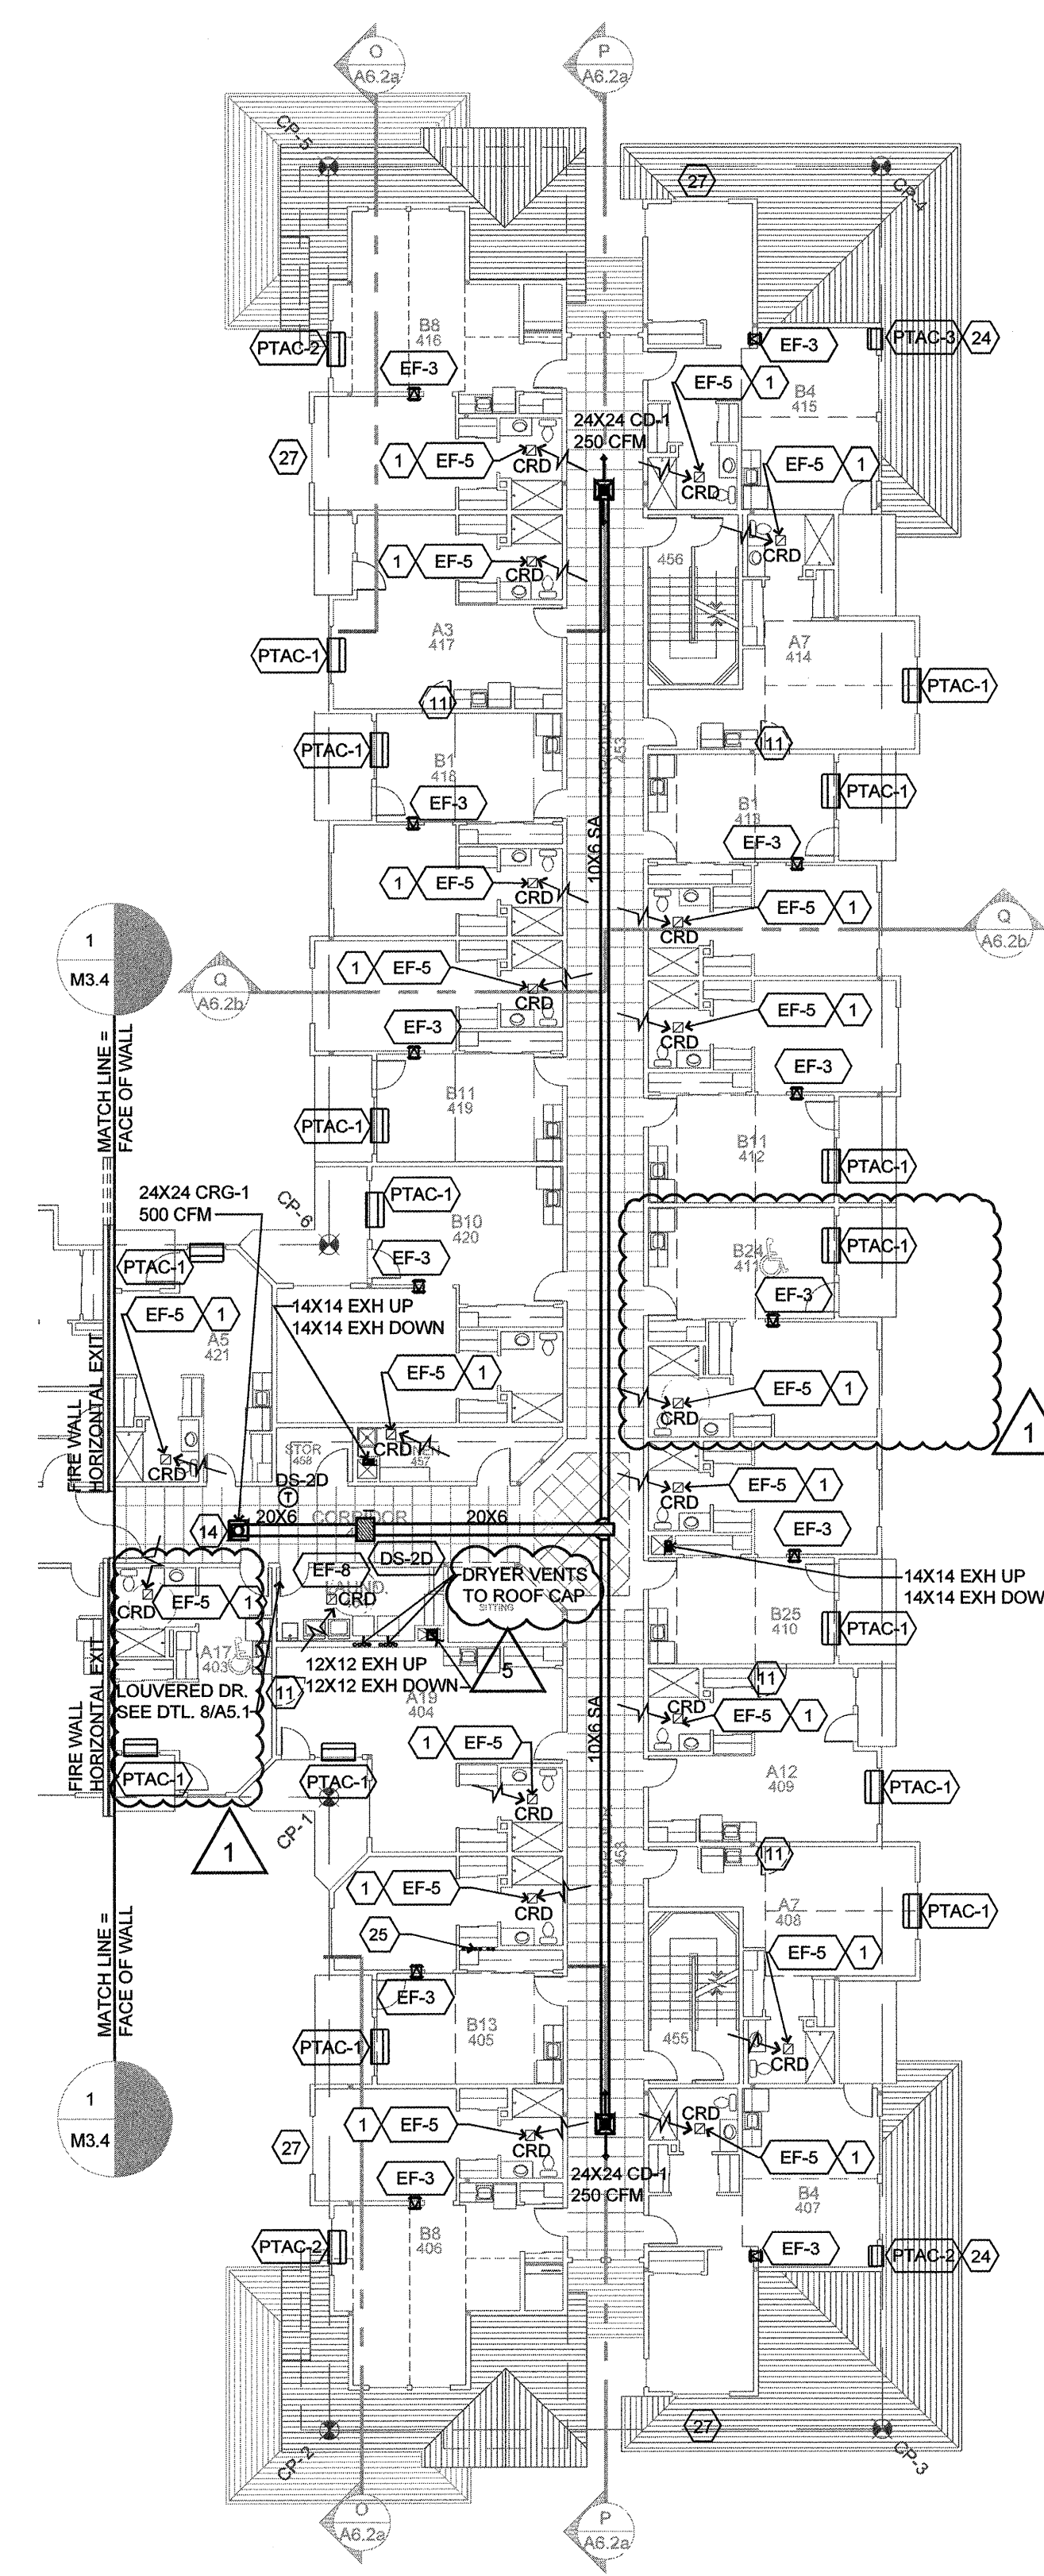 O
A6.2a
P
A6.2a
CP-5
27
CP-4
B8
416
PTAC-2
EF-3
EF-3
PTAC-3
24
EF-5
1
B4
415
24X24 CD-1
250 CFM
27
1
EF-5
CRD
CRD
EF-5
1
1
EF-5
CRD
456
CRD
A3
417
PTAC-1
A7
414
PTAC-1
11
11
PTAC-1
B1
418
EF-3
453
B1
413
PTAC-1
EF-3
10X6 SA
1
EF-5
CRD
EF-5
1
CRD
1
M3.4
Q
A6.2b
Q
A6.2b
1
EF-5
CRD
EF-5
1
CRD
EF-3
EF-3
MATCH LINE =
FACE OF WALL
B11
419
PTAC-1
B11
412
PTAC-1
24X24 CRG-1
500 CFM
CP-6
PTAC-1
B10
420
EF-3
B24
411
PTAC-1
EF-3
PTAC-1
EF-5
1
A5
421
14X14 EXH UP
14X14 EXH DOWN
EF-5
1
EF-5
1
CRD
1
FIRE WALL
HORIZONTAL EXIT
CRD
STOR
458
CRD
457
DS-2D
T
EF-5
1
CRD
14
20X6
CORRIDOR
20X6
EF-3
DS-2D
EF-8
CRD
DRYER VENTS
TO ROOF CAP
SITTING
14X14 EXH UP
14X14 EXH DOW
EF-5
1
CRD
B25
410
PTAC-1
A17
403
5
12X12 EXH UP
12X12 EXH DOWN
LOUVERED DR.
SEE DTL. 8/A5.1
11
A19
404
11
CRD
EF-5
1
FIRE WALL
HORIZONTAL EXIT
10X6 SA
1
EF-5
CRD
PTAC-1
PTAC-1
A12
409
PTAC-1
1
CP-1
453
11
1
EF-5
CRD
25
A7
408
PTAC-1
EF-5
1
MATCH LINE =
FACE OF WALL
EF-3
B13
405
PTAC-1
455
CRD
1
M3.4
27
1
EF-5
CRD
CRD
EF-5
1
24X24 CD-1
250 CFM
EF-3
B4
407
PTAC-2
B8
406
EF-3
PTAC-2
24
27
CP-2
CP-3
O
A6.2a
P
A6.2a